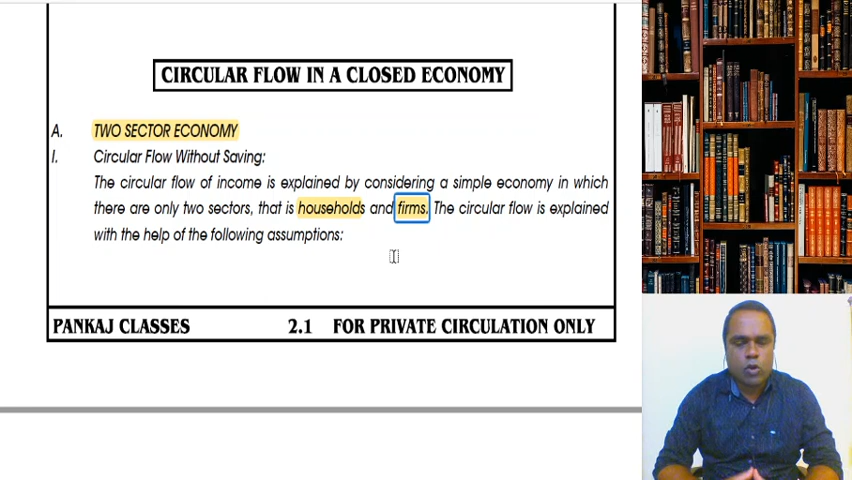 CIRCULAR FLOW IN A CLOSED ECONOMY
A. TWO SECTOR ECONOMY
I. Circular Flow Without Saving:
The circular flow of income is explained by considering a simple economy in which
there are only two sectors, that is households and firms. The circular flow is explained
with the help of the following assumptions:
PANKAJ CLASSES 2.1 FOR PRIVATE CIRCULATION ONLY